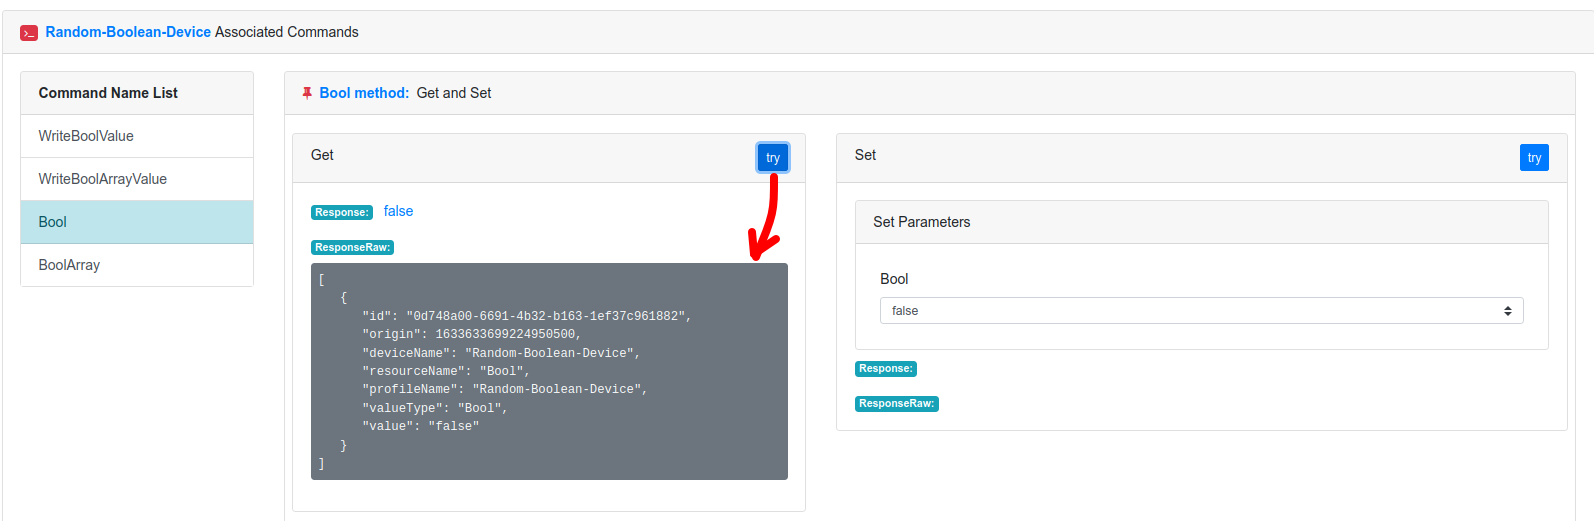 Random-Boolean-Device Associated Commands
Command Name List
WriteBoolValue
WriteBoolArrayValue
Bool
BoolArray
Bool method: Get and Set
Get
try
Response: false
ResponseRaw:
[
{
"id": "0d748a00-6691-4b32-b163-1ef37c961882",
"origin": 1633633699224950500,
"deviceName": "Random-Boolean-Device",
"resourceName": "Bool",
"profileName": "Random-Boolean-Device",
"valueType": "Bool",
"value": "false"
}
]
Set
try
Set Parameters
Bool
false
Response:
ResponseRaw: